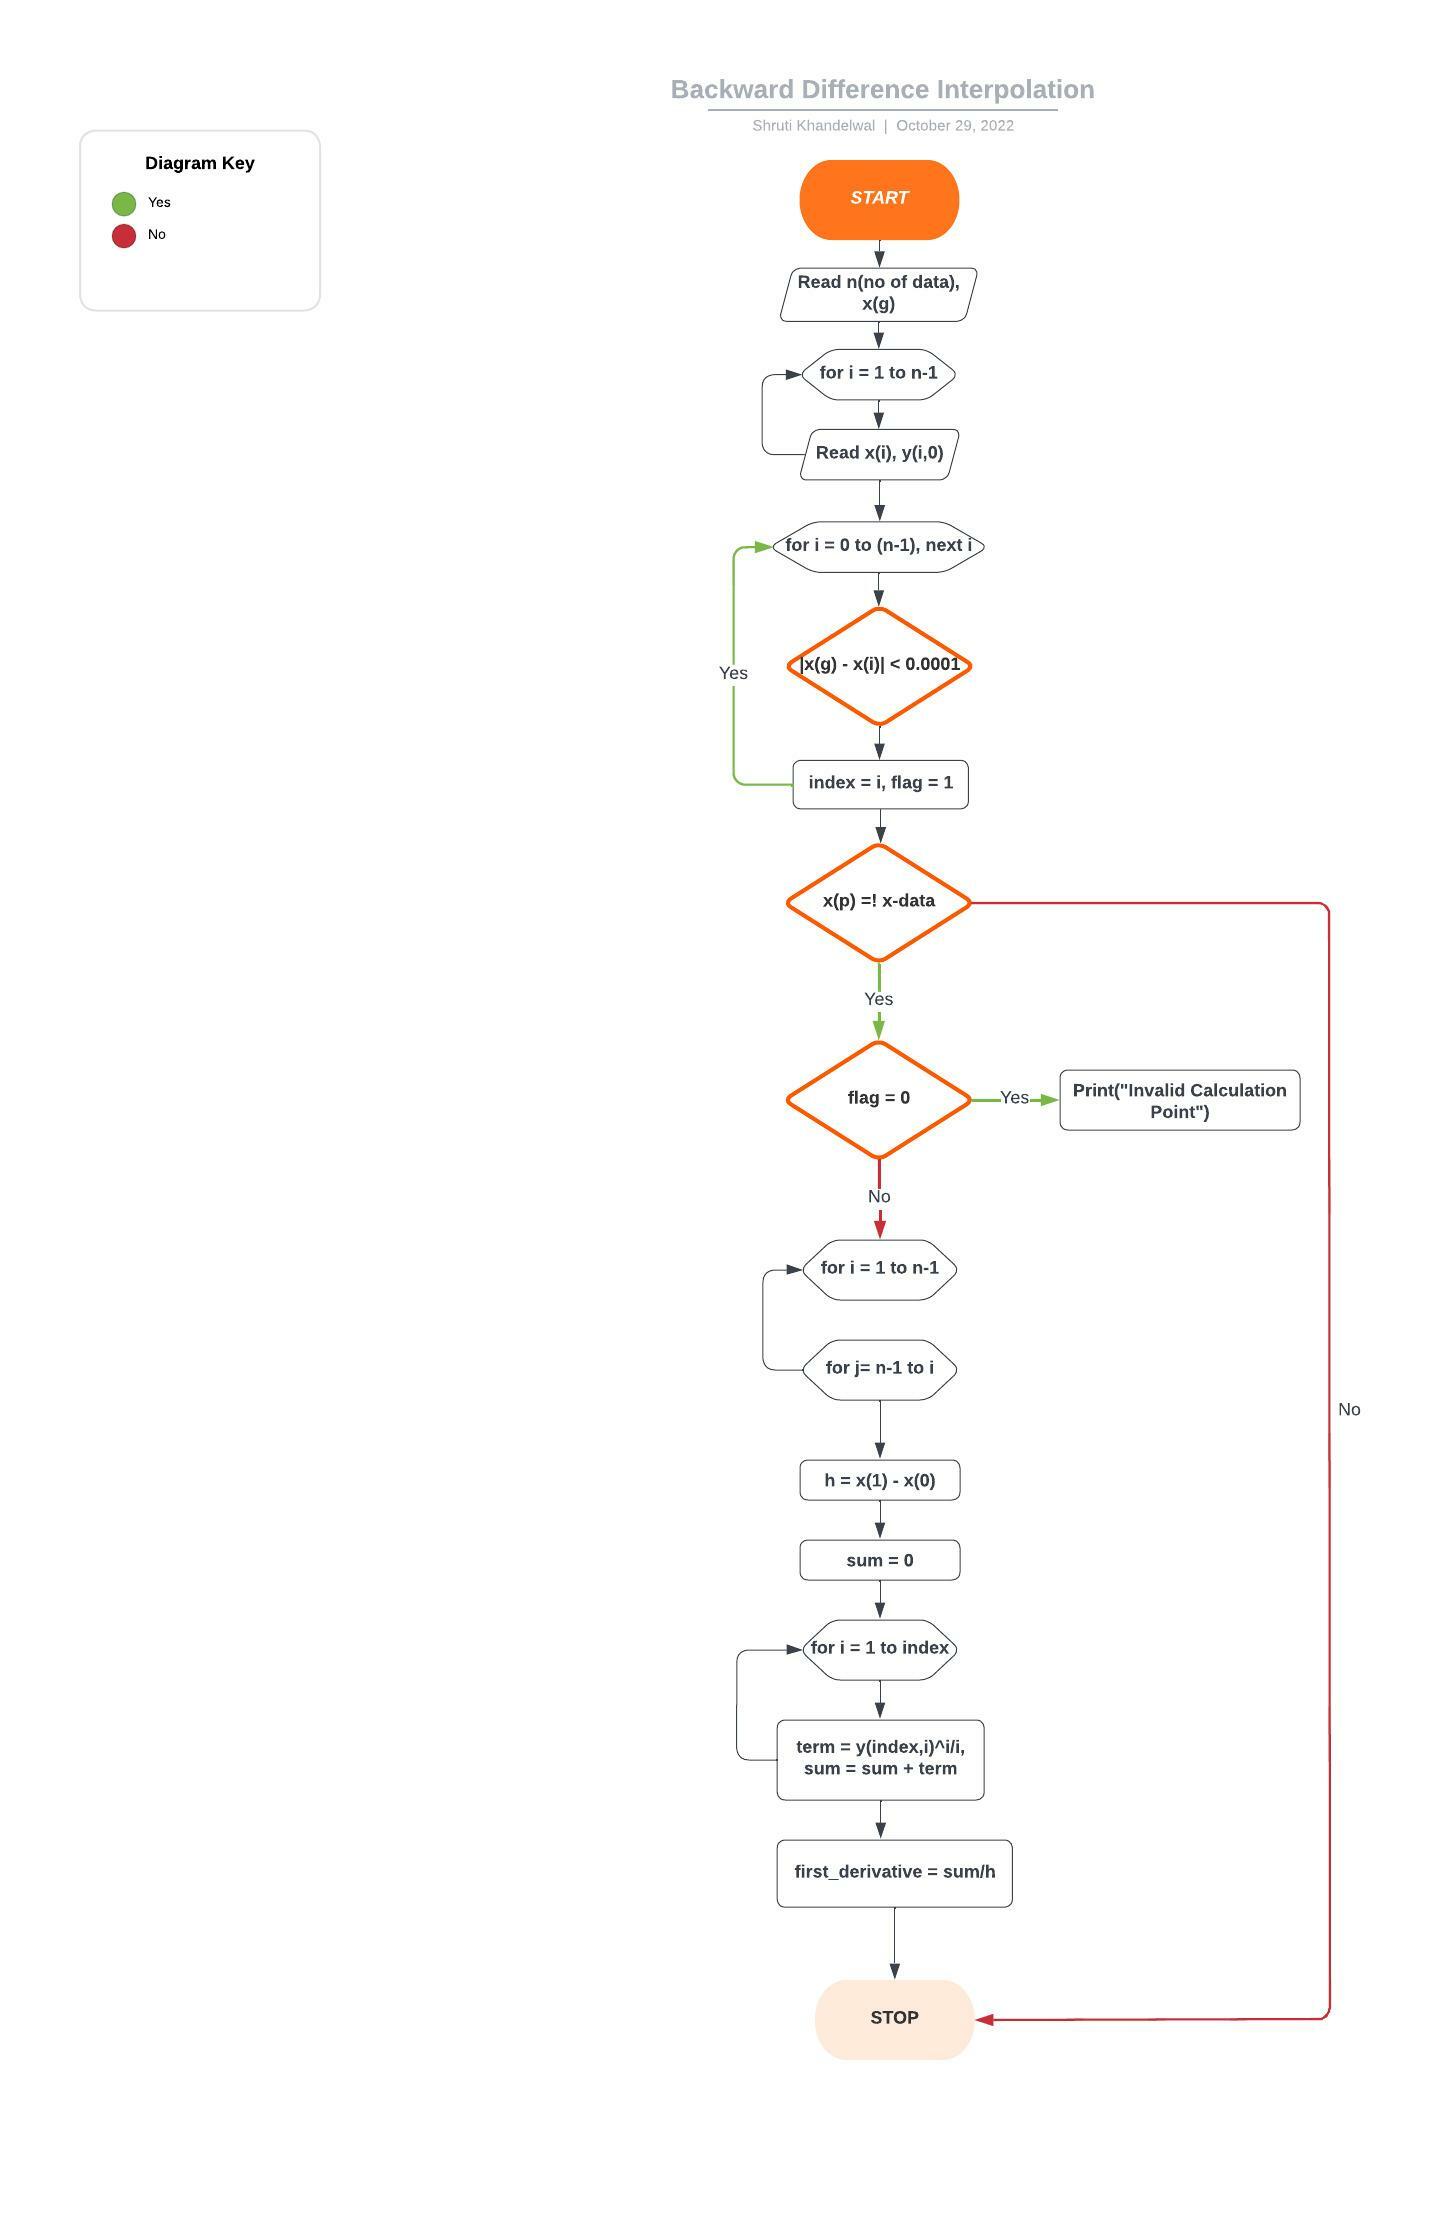 Backward Difference Interpolation
Shruti Khandelwal | October 29, 2022
Diagram Key
Yes
No
START
Read n(no of data),
x(g)
for i = 1 to n-1
Read x(i), y(i,0)
for i = 0 to (n-1), next i
|x(g) - x(i)| < 0.0001
Yes
index = i, flag = 1
x(p) =! x-data
Yes
flag = 0
Yes
Print("Invalid Calculation
Point")
No
for i = 1 to n-1
for j= n-1 to i
No
h = x(1) - x(0)
sum = 0
for i = 1 to index
term = y(index,i)^i/i,
sum = sum + term
first_derivative = sum/h
STOP